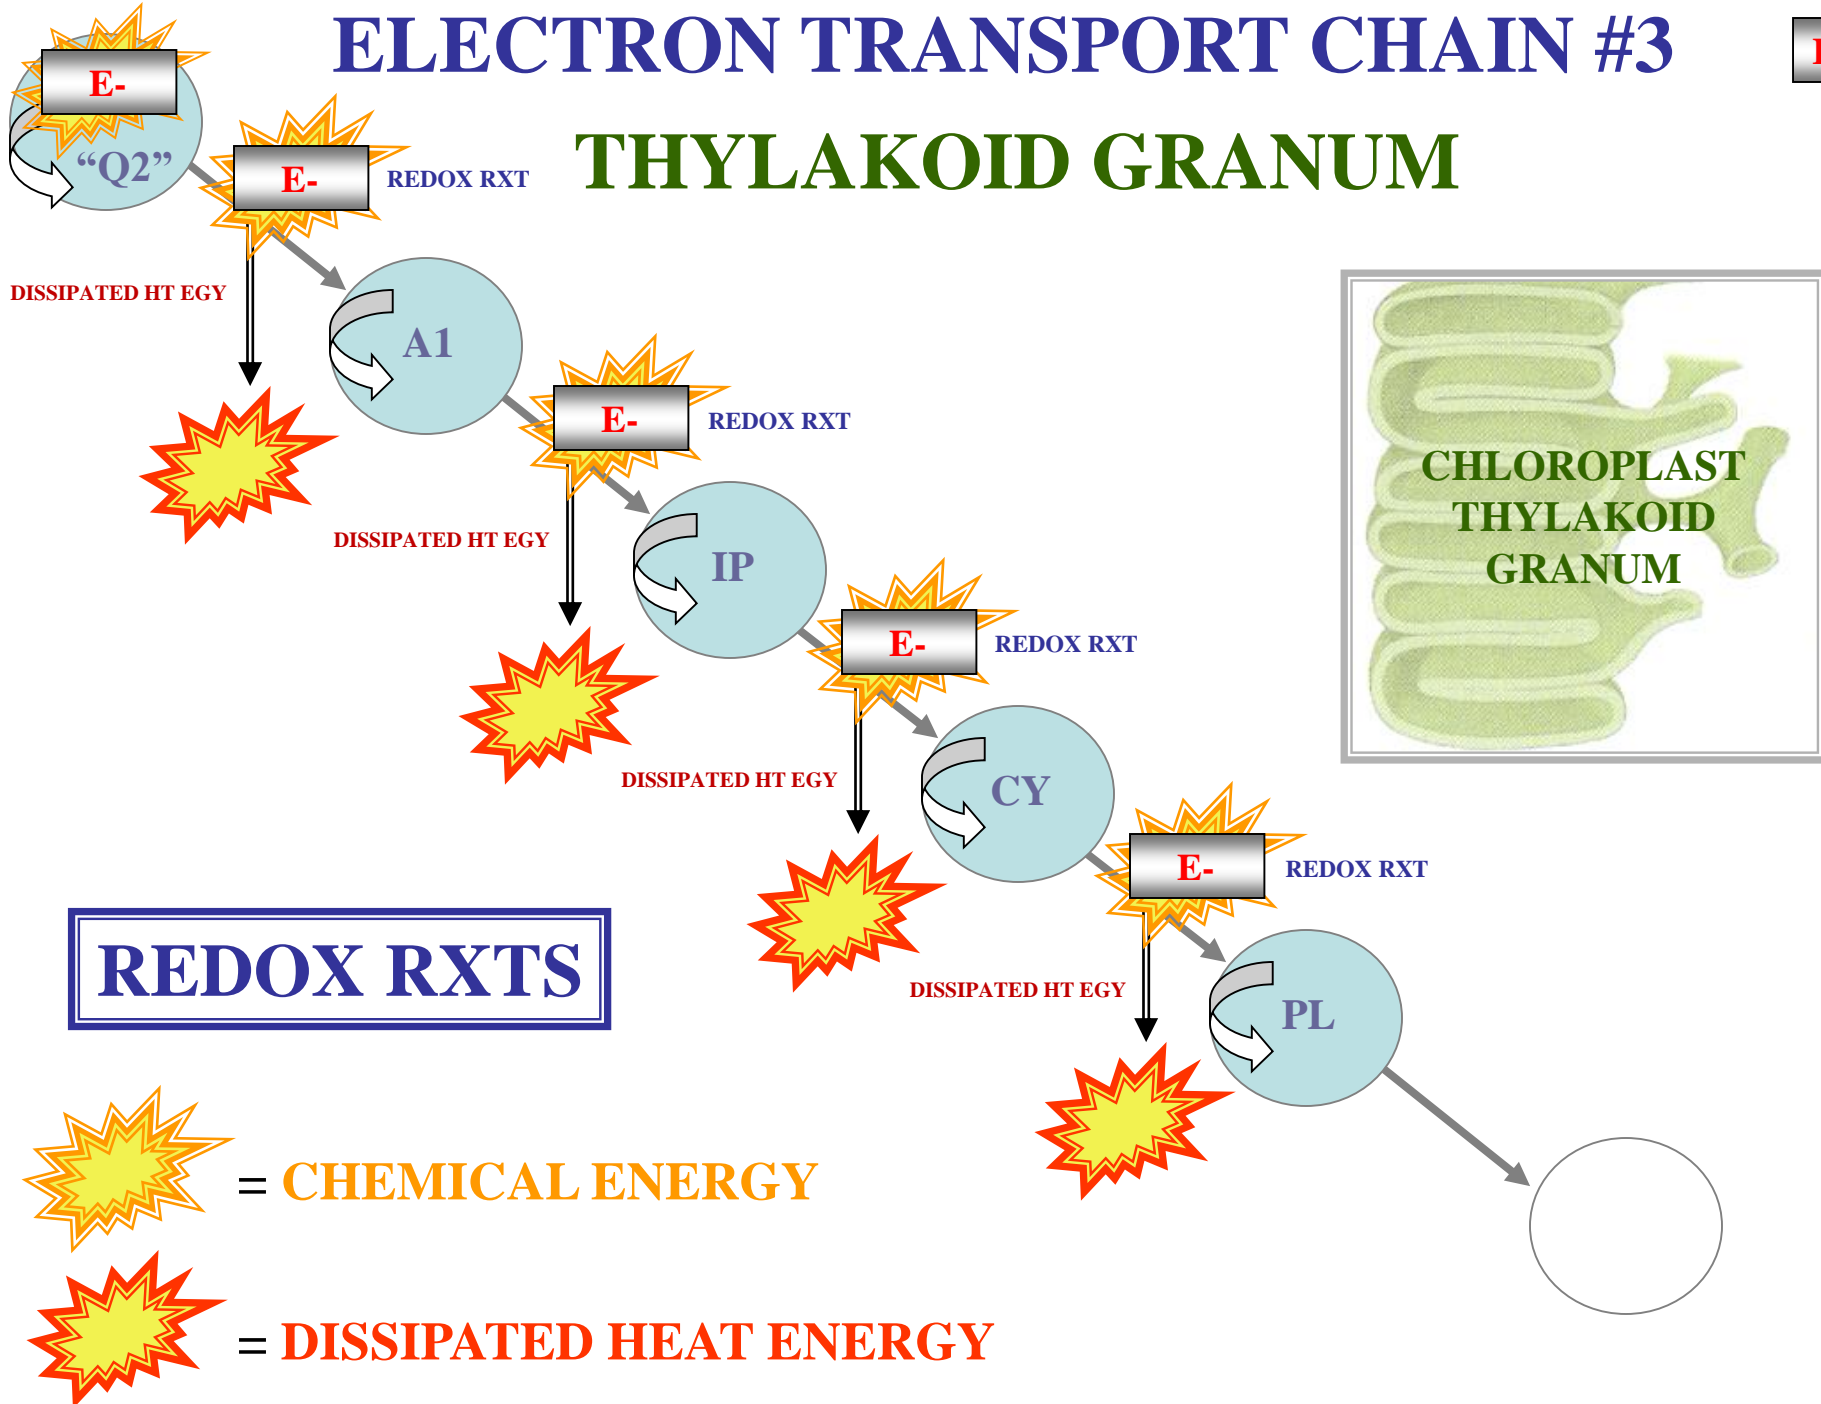 ELECTRON TRANSPORT CHAIN #3
THYLAKOID GRANUM
E-
“Q2”
E-
REDOX RXT
DISSIPATED HT EGY
A1
E-
REDOX RXT
DISSIPATED HT EGY
IP
E-
REDOX RXT
DISSIPATED HT EGY
CY
E-
REDOX RXT
DISSIPATED HT EGY
PL
CHLOROPLAST
THYLAKOID
GRANUM
REDOX RXTS
= CHEMICAL ENERGY
= DISSIPATED HEAT ENERGY